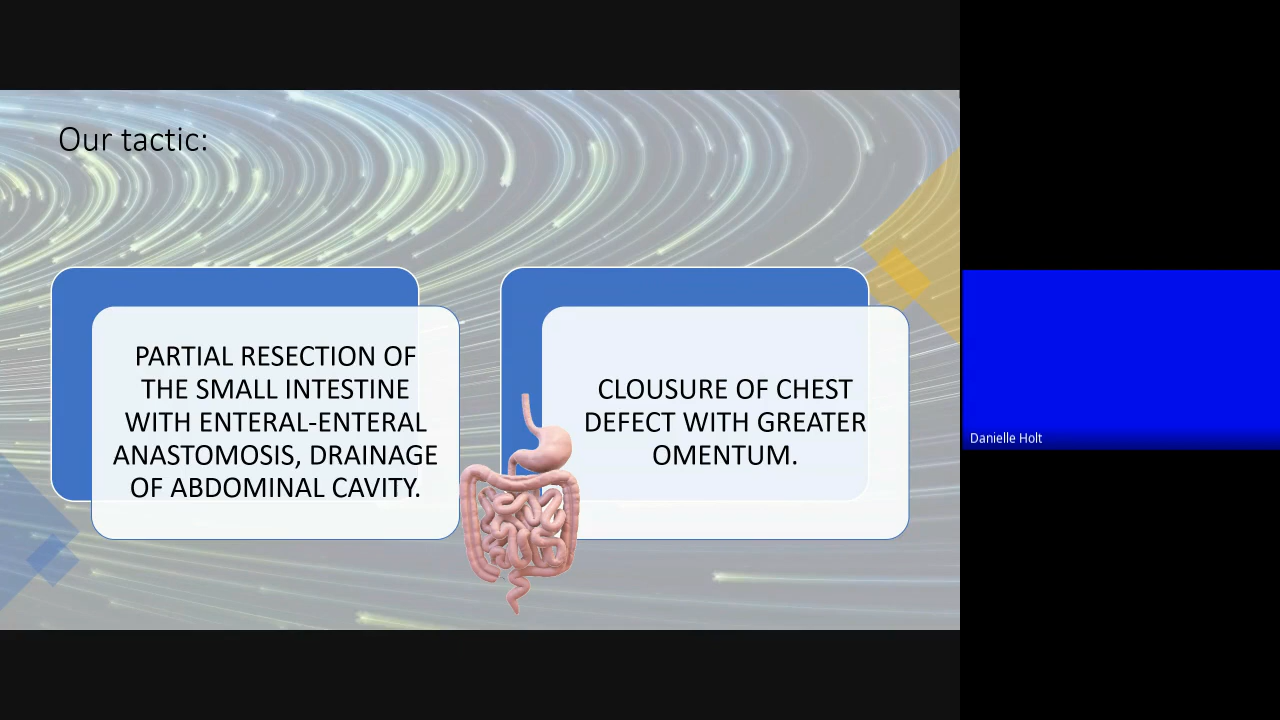 Our tactic:
PARTIAL RESECTION OF
THE SMALL INTESTINE
WITH ENTERAL-ENTERAL
ANASTOMOSIS, DRAINAGE
OF ABDOMINAL CAVITY.
CLOUSURE OF CHEST
DEFECT WITH GREATER
OMENTUM.
Danielle Holt